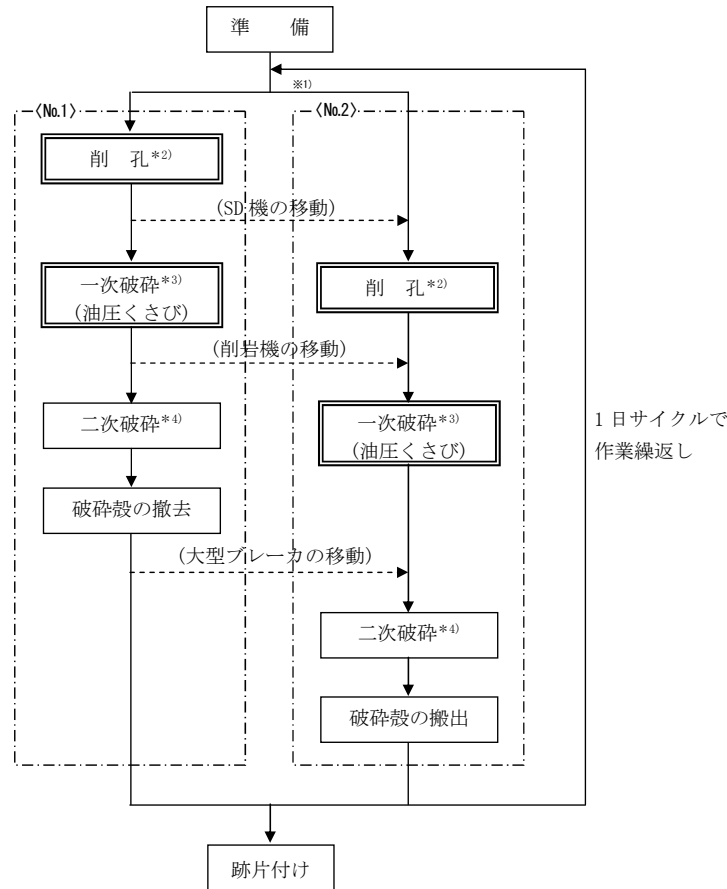 準　備
※1)
〈No.1〉
〈No.2〉
削　孔*2)
(SD 機の移動)
一次破砕*3)
(油圧くさび)
削　孔*2)
(削岩機の移動)
二次破砕*4)
一次破砕*3)
(油圧くさび)
1 日サイクルで
作業繰返し
破砕殻の撤去
(大型ブレーカの移動)
二次破砕*4)
破砕殻の搬出
跡片付け